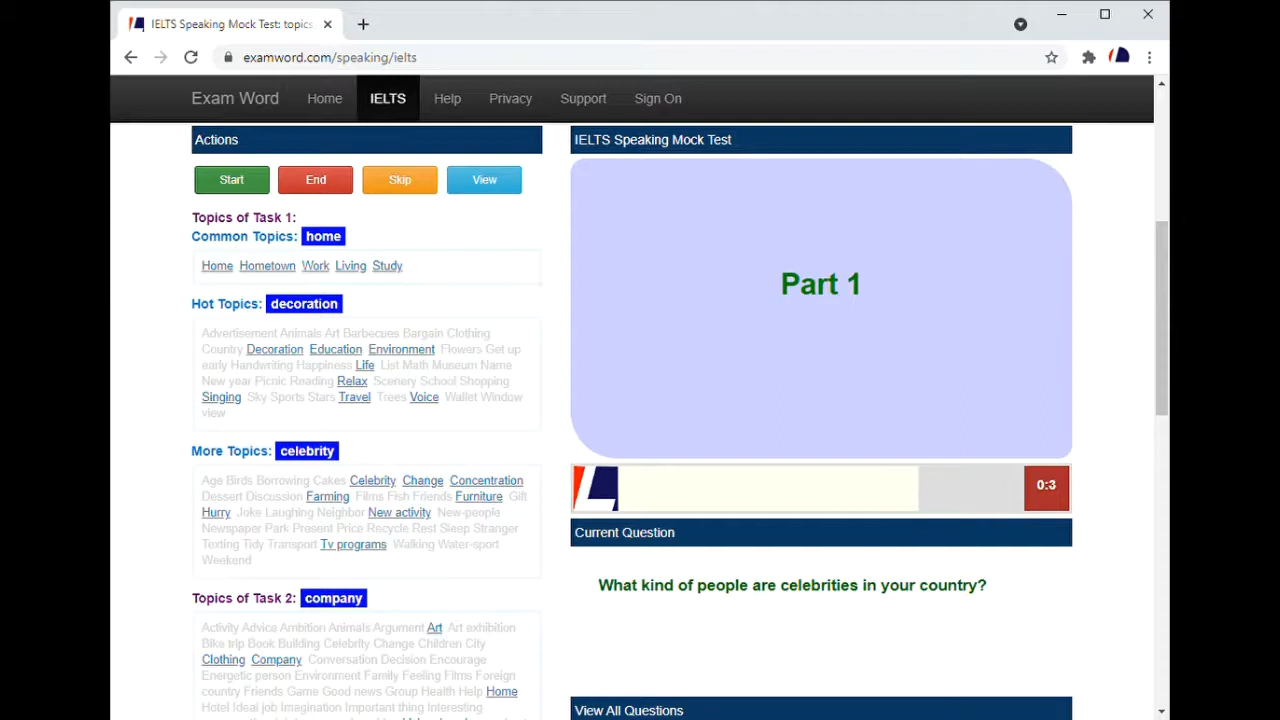 IELTS Speaking Mock Test: topics
examword.com/speaking/ielts
Exam Word Home IELTS Help Privacy Support Sign On
Actions
Start End Skip View
Topics of Task 1:
Common Topics: home
Home Hometown Work Living Study
Hot Topics: decoration
Advertisement Animals Art Barbecues Bargain Clothing
Country Decoration Education Environment Flowers Get up
early Handwriting Happiness Life List Math Museum Name
New year Picnic Reading Relax Scenery School Shopping
Singing Sky Sports Stars Travel Trees Voice Wallet Window
view
More Topics: celebrity
Age Birds Borrowing Cakes Celebrity Change Concentration
Dessert Discussion Farming Films Fish Friends Furniture Gift
Hurry Joke Laughing Neighbor New activity New-people
Newspaper Park Present Price Recycle Rest Sleep Stranger
Texting Tidy Transport Tv programs Walking Water-sport
Weekend
Topics of Task 2: company
Activity Advice Ambition Animals Argument Art Art exhibition
Bike trip Book Building Celebrity Change Children City
Clothing Company Conversation Decision Encourage
Energetic person Environment Family Feeling Films Foreign
country Friends Game Good news Group Health Help Home
Hotel Ideal job Imagination Important thing Interesting
IELTS Speaking Mock Test
Part 1
0:3
Current Question
What kind of people are celebrities in your country?
View All Questions